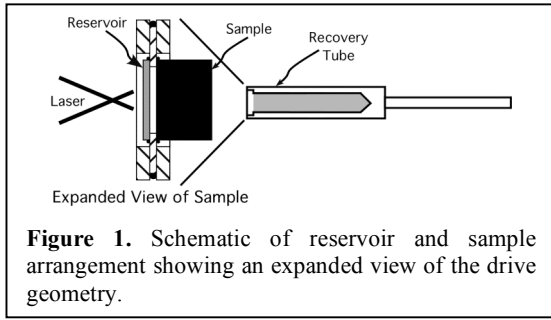 Reservoir
Sample
Recovery
Tube
Laser
Expanded View of Sample
Figure 1. Schematic of reservoir and sample
arrangement showing an expanded view of the drive
geometry.